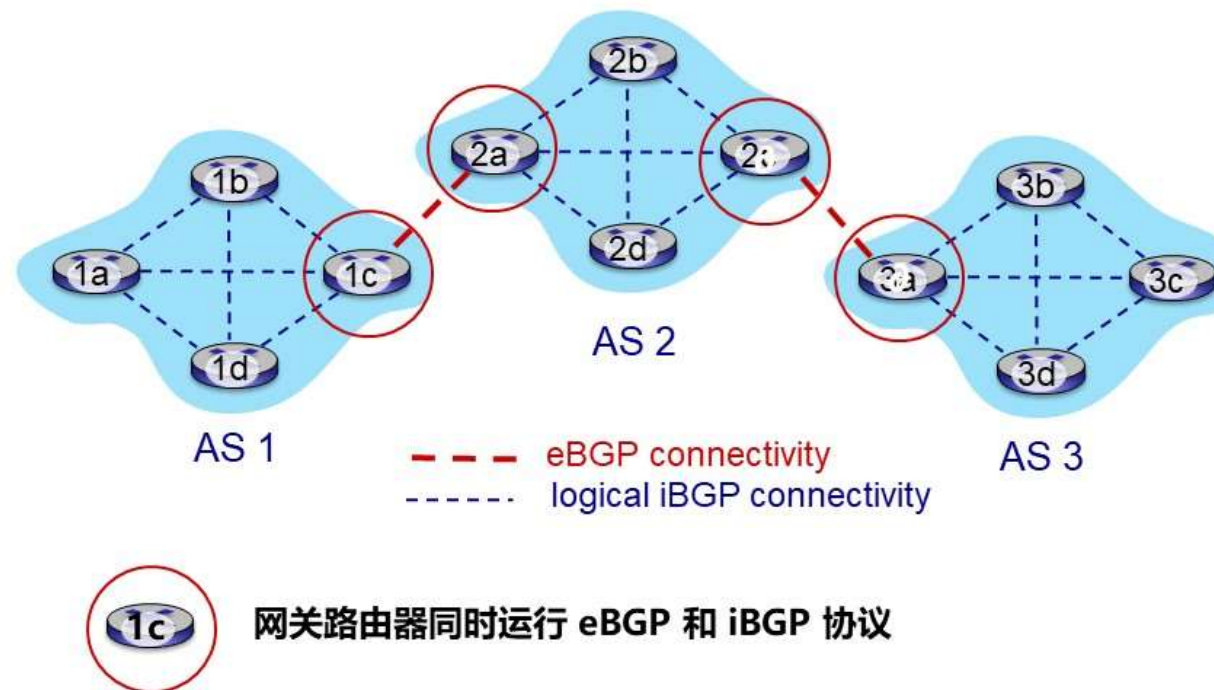 2b
2a
1b
3b
1a
1c
2d
3a
3c
AS 2
1d
3d
AS 1
AS 3
eBGP connectivity
logical iBGP connectivity
1c
网关路由器同时运行 eBGP 和 iBGP 协议